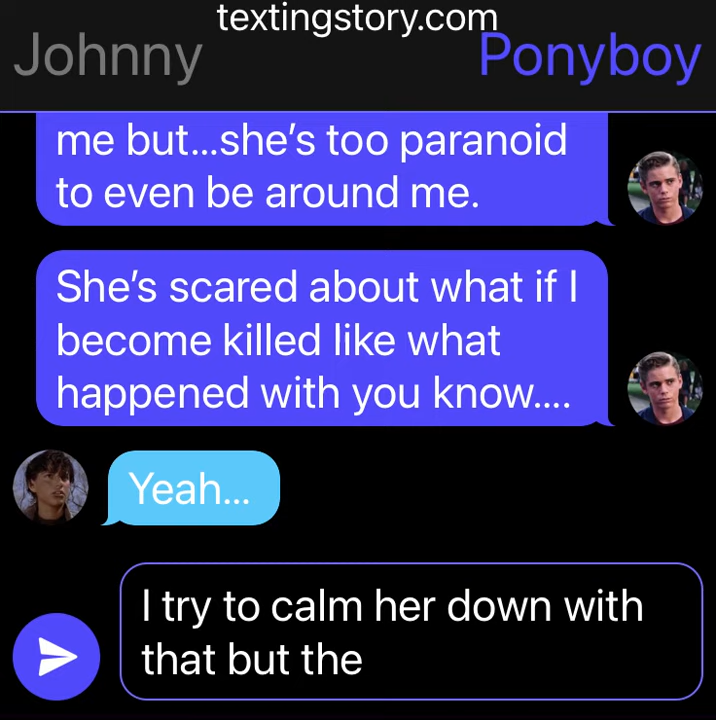 textingstory.com
Johnny
Ponyboy
me but...she's too paranoid
to even be around me.
She's scared about what if I
become killed like what
happened with you know....
Yeah...
I try to calm her down with
that but the